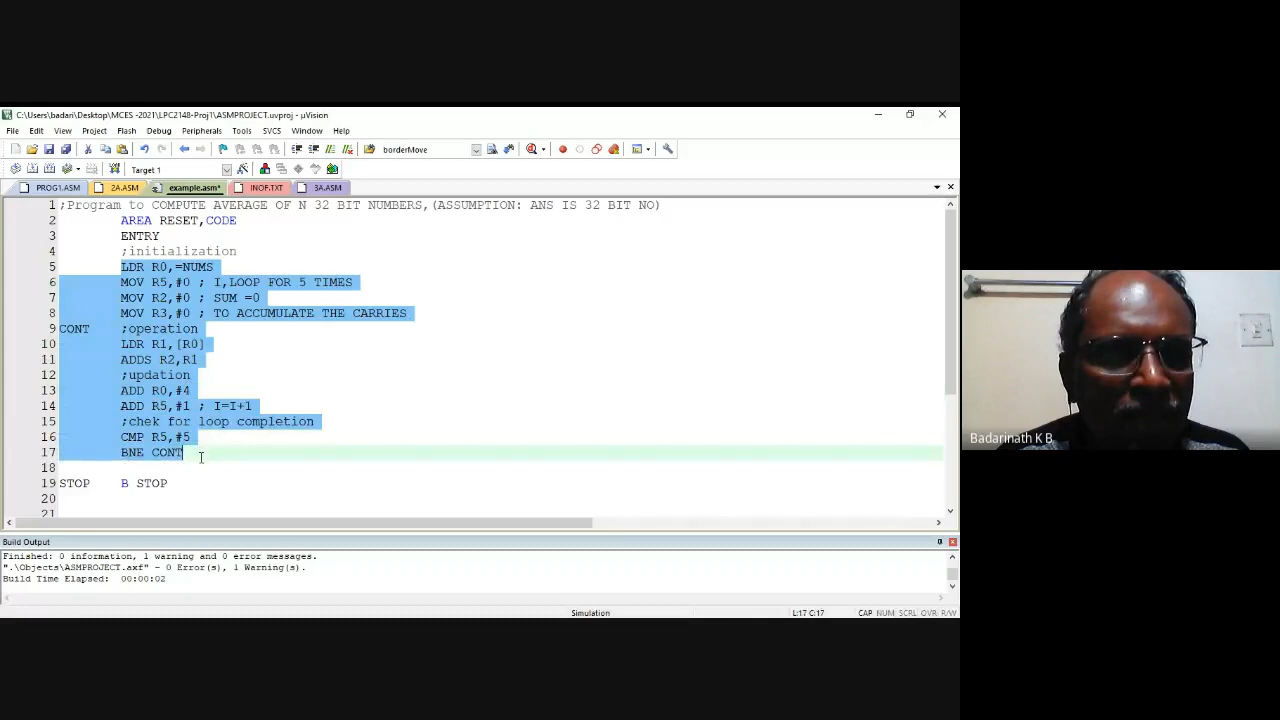 C:\Users\badari\Desktop\MCES -2021\LPC2148-Proj1\ASMPROJECT.uvproj - µVision
File Edit View Project Flash Debug Peripherals Tools SVCS Window Help
borderMove
Target 1
PROG1.ASM 2A.ASM example.asm* INOF.TXT 3A.ASM
1 ;Program to COMPUTE AVERAGE OF N 32 BIT NUMBERS,(ASSUMPTION: ANS IS 32 BIT NO)
2 AREA RESET,CODE
3 ENTRY
4 ;initialization
5 LDR R0,=NUMS
6 MOV R5,#0 ; I,LOOP FOR 5 TIMES
7 MOV R2,#0 ; SUM =0
8 MOV R3,#0 ; TO ACCUMULATE THE CARRIES
9 CONT ;operation
10 LDR R1,[R0]
11 ADDS R2,R1
12 ;updation
13 ADD R0,#4
14 ADD R5,#1 ; I=I+1
15 ;chek for loop completion
16 CMP R5,#5
17 BNE CONT
18
19 STOP B STOP
20
21
Build Output
Finished: 0 information, 1 warning and 0 error messages.
".\Objects\ASMPROJECT.axf" - 0 Error(s), 1 Warning(s).
Build Time Elapsed: 00:00:02
Simulation L:17 C:17 CAP NUM SCRL OVR R/W
Badarinath K B